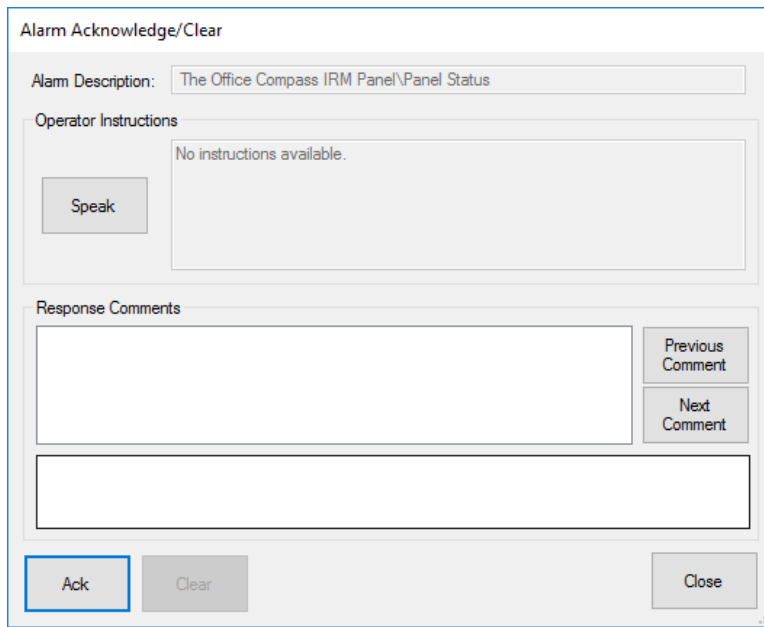 Alarm Acknowledge/Clear
Alarm Description: The Office Compass IRM Panel\Panel Status
Operator Instructions
No instructions available.
Speak
Response Comments
Previous
Comment
Next
Comment
Ack
Clear
Close